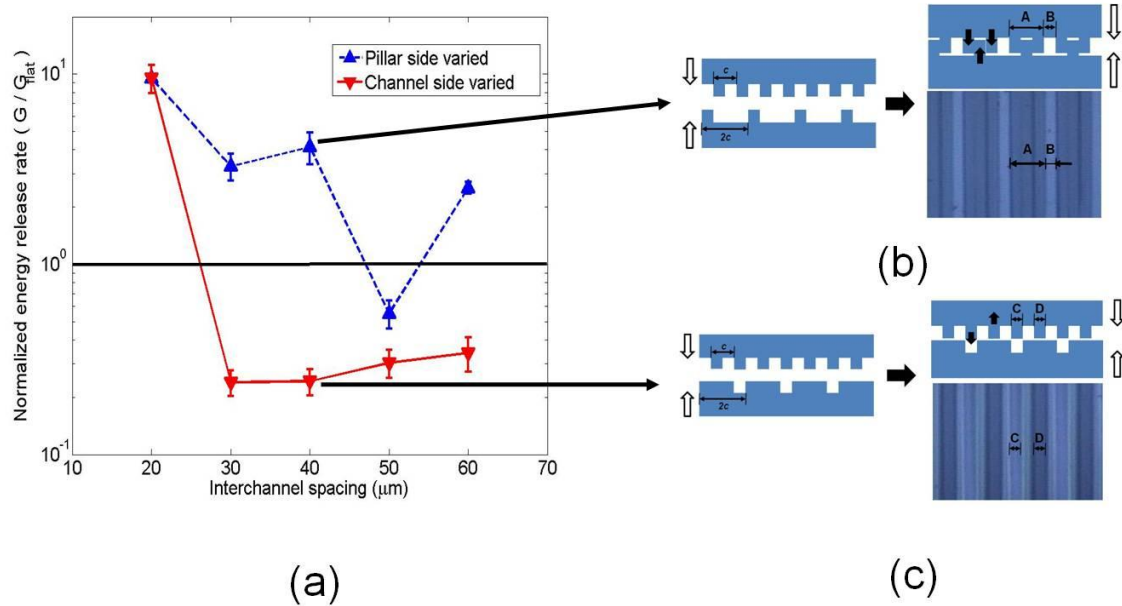 Normalized energy release rate ( G / G_flat )
10^1
10^0
10^-1
10 20 30 40 50 60 70
Interchannel spacing (μm)
Pillar side varied
Channel side varied
(a)
c
2c
A B
A B
(b)
c
2c
C D
C D
(c)